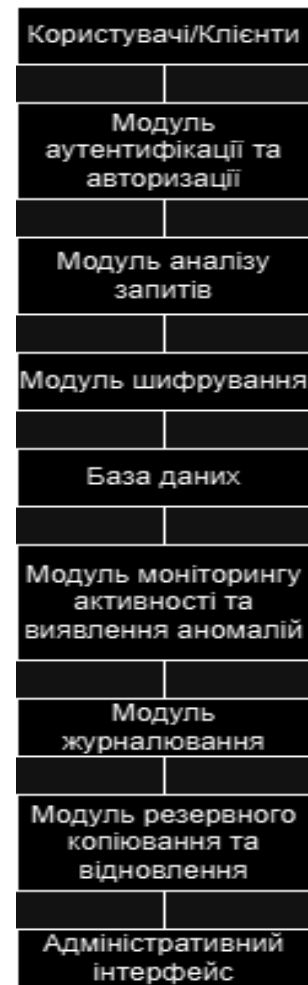 Користувачі/Клієнти
Модуль
аутентифікації та
авторизації
Модуль аналізу
запитів
Модуль шифрування
База даних
Модуль моніторингу
активності та
виявлення аномалій
Модуль
журналювання
Модуль резервного
копіювання та
відновлення
Адміністративний
інтерфейс